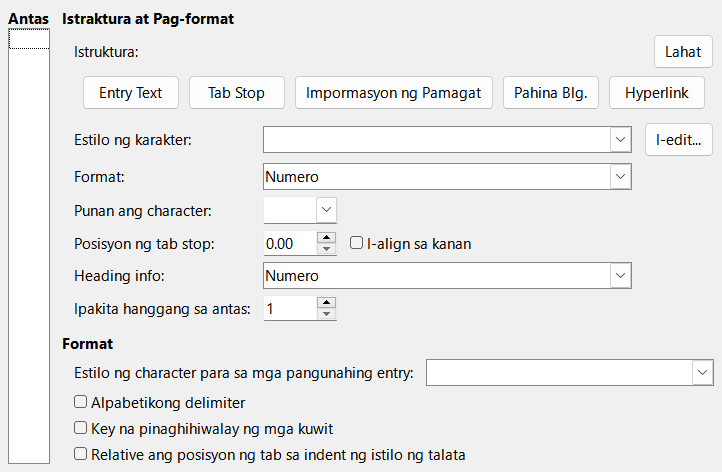 Antas
Istraktura at Pag-format
Istruktura:
Lahat
Entry Text
Tab Stop
Impormasyon ng Pamagat
Pahina Blg.
Hyperlink
Estilo ng karakter:
I-edit...
Format:
Numero
Punan ang character:
Posisyon ng tab stop:
0.00
I-align sa kanan
Heading info:
Numero
Ipakita hanggang sa antas:
1
Format
Estilo ng character para sa mga pangunahing entry:
Alpabetikong delimiter
Key na pinaghihiwalay ng mga kuwit
Relative ang posisyon ng tab sa indent ng istilo ng talata